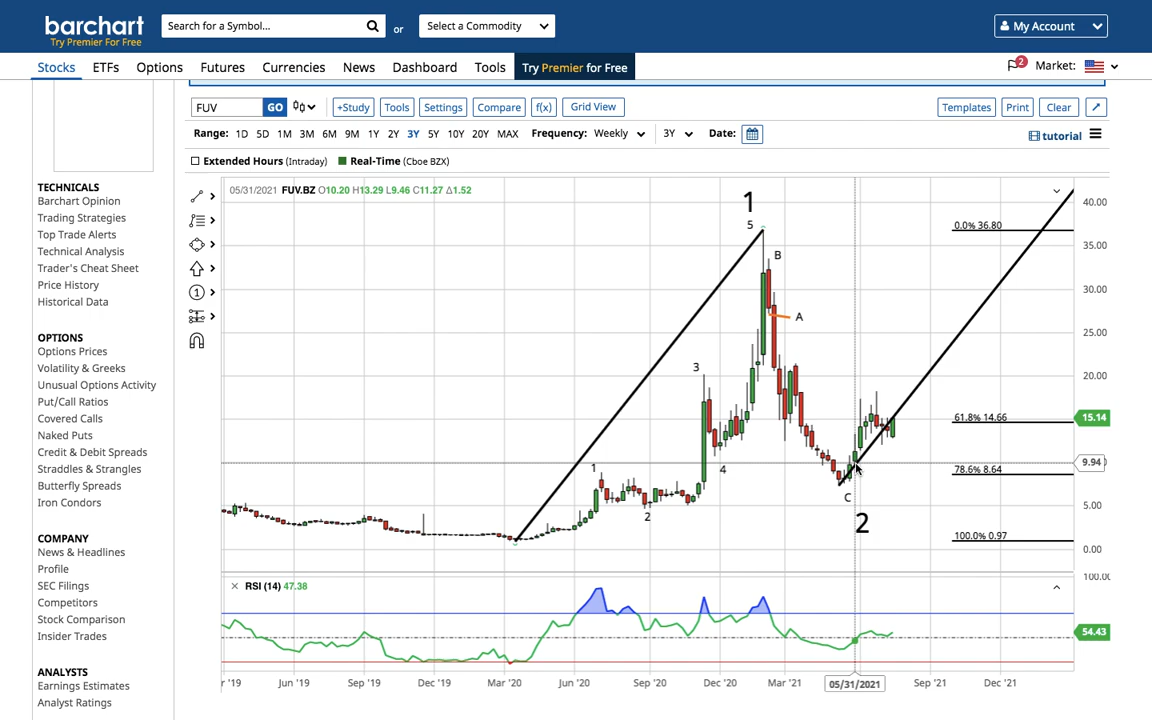 barchart
Try Premier For Free
Search for a Symbol...
or
Select a Commodity
My Account
Stocks ETFs Options Futures Currencies News Dashboard Tools Try Premier for Free
2
Market:
FUV GO +Study Tools Settings Compare f(x) Grid View Templates Print Clear
Range: 1D 5D 1M 3M 6M 9M 1Y 2Y 3Y 5Y 10Y 20Y MAX Frequency: Weekly 3Y Date:
tutorial
Extended Hours (Intraday) Real-Time (Cboe BZX)
TECHNICALS
Barchart Opinion
Trading Strategies
Top Trade Alerts
Technical Analysis
Trader's Cheat Sheet
Price History
Historical Data
OPTIONS
Options Prices
Volatility & Greeks
Unusual Options Activity
Put/Call Ratios
Covered Calls
Naked Puts
Credit & Debit Spreads
Straddles & Strangles
Butterfly Spreads
Iron Condors
COMPANY
News & Headlines
Profile
SEC Filings
Competitors
Stock Comparison
Insider Trades
ANALYSTS
Earnings Estimates
Analyst Ratings
05/31/2021 FUV.BZ O10.20 H13.29 L9.46 C11.27 Δ1.52
1
5
B
A
3
1
4
2
C
2
0.0% 36.80
61.8% 14.66
78.6% 8.64
100.0% 0.97
40.00
35.00
30.00
25.00
20.00
15.14
9.94
5.00
0.00
100.00
RSI (14) 47.38
54.43
1
r '19 Jun '19 Sep '19 Dec '19 Mar '20 Jun '20 Sep '20 Dec '20 Mar '21 05/31/2021 Sep '21 Dec '21